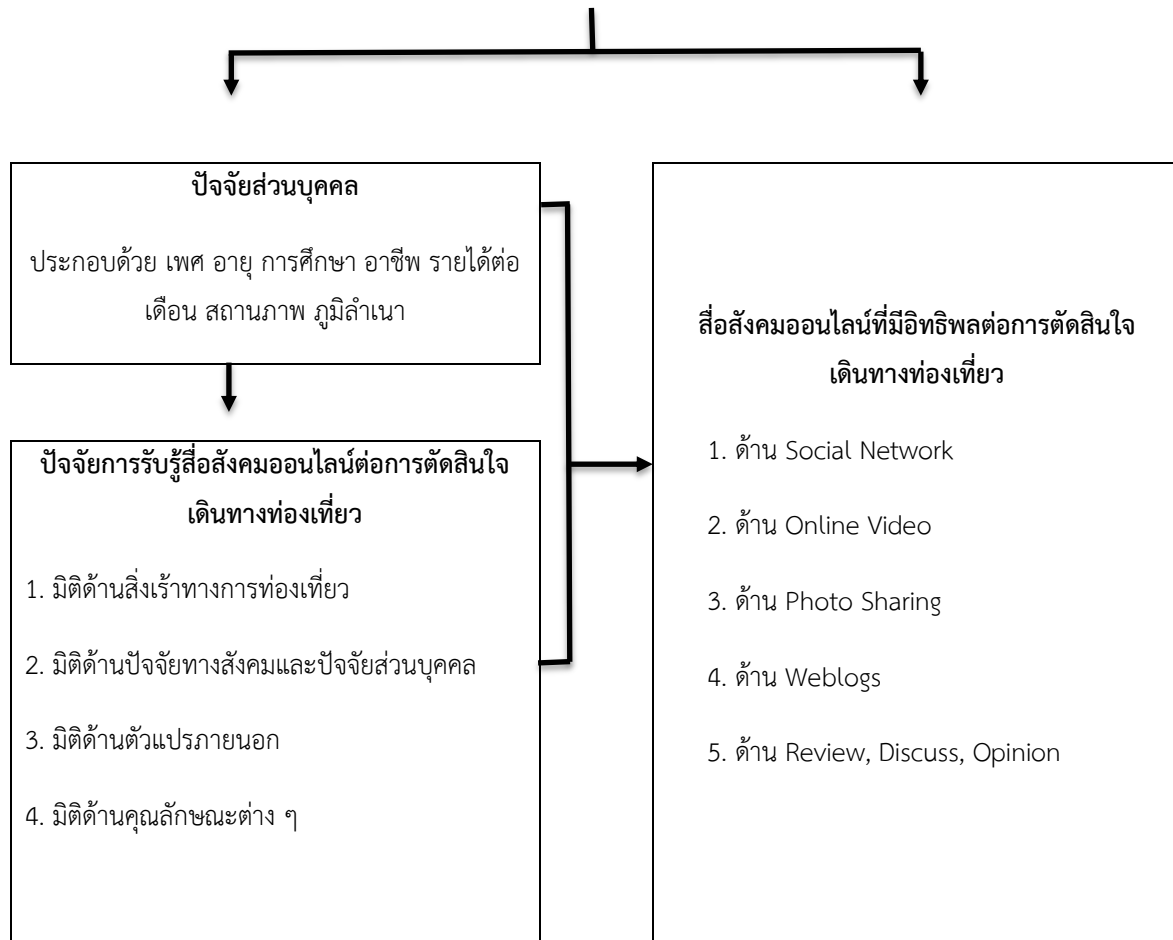 ปัจจัยส่วนบุคคล
ประกอบด้วย เพศ อายุ การศึกษา อาชีพ รายได้ต่อ
เดือน สถานภาพ ภูมิลำเนา
ปัจจัยการรับรู้สื่อสังคมออนไลน์ต่อการตัดสินใจ
เดินทางท่องเที่ยว
1. มิติด้านสิ่งเร้าทางการท่องเที่ยว
2. มิติด้านปัจจัยทางสังคมและปัจจัยส่วนบุคคล
3. มิติด้านตัวแปรภายนอก
4. มิติด้านคุณลักษณะต่าง ๆ
สื่อสังคมออนไลน์ที่มีอิทธิพลต่อการตัดสินใจ
เดินทางท่องเที่ยว
1. ด้าน Social Network
2. ด้าน Online Video
3. ด้าน Photo Sharing
4. ด้าน Weblogs
5. ด้าน Review, Discuss, Opinion